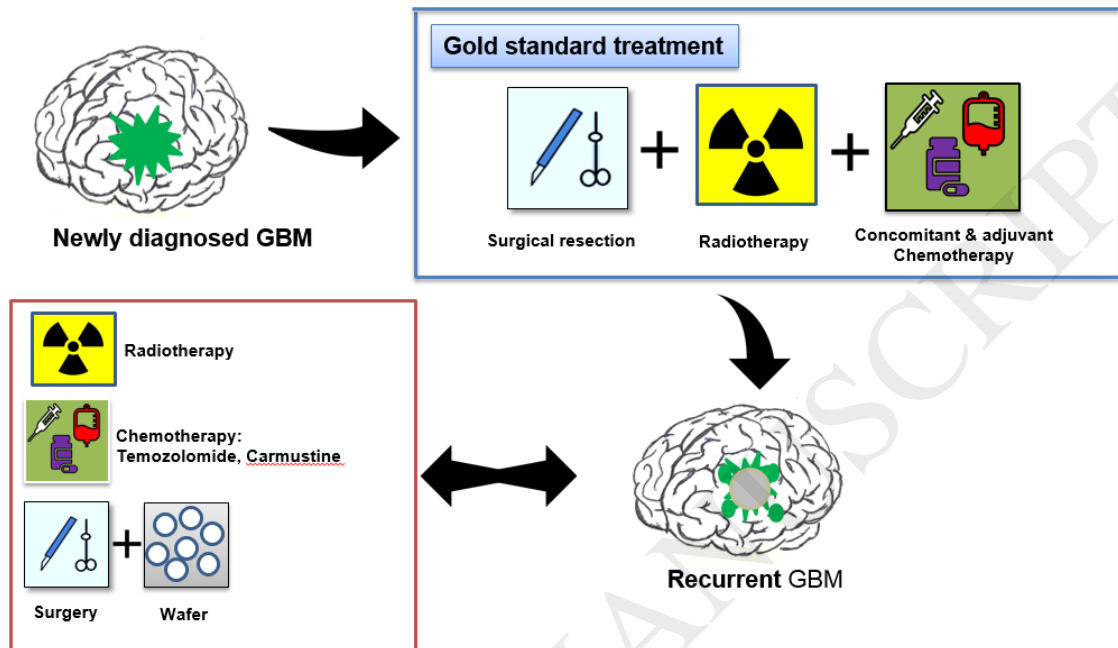 Gold standard treatment
Surgical resection
Radiotherapy
Concomitant & adjuvant
Chemotherapy
Newly diagnosed GBM
Radiotherapy
Chemotherapy:
Temozolomide, Carmustine
Surgery
Wafer
Recurrent GBM
MANUSCRIPT